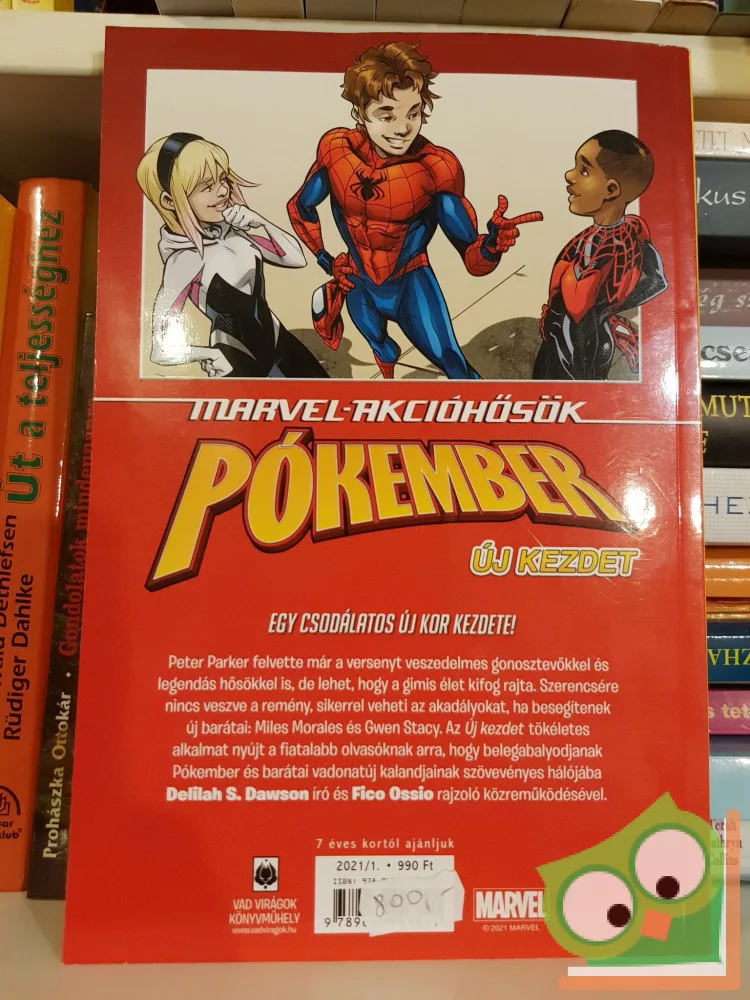 MARVEL-AKCIÓHŐSÖK
PÓKEMBER
ÚJ KEZDET
EGY CSODÁLATOS ÚJ KOR KEZDETE!
Peter Parker felvette már a versenyt veszedelmes gonosztevőkkel és
legendás hősökkel is, de lehet, hogy a gimis élet kifog rajta. Szerencsére
nincs veszve a remény, sikerrel veheti az akadályokat, ha besegítenek
új barátai: Miles Morales és Gwen Stacy. Az Új kezdet tökéletes
alkalmat nyújt a fiatalabb olvasóknak arra, hogy belegabalyodjanak
Pókember és barátai vadonatúj kalandjainak szövevényes hálójába
Delilah S. Dawson író és Fico Ossio rajzoló közreműködésével.
7 éves kortól ajánljuk
2021/1. • 990 Ft
ISBN:
800,-
VAD VIRÁGOK
KÖNYVMŰHELY
www.vadviragok.hu
MARVEL
© 2021 MARVEL
Út a teljességhez
Rüdiger Dahlke
Prohászka Ottokár •
kus
MUT